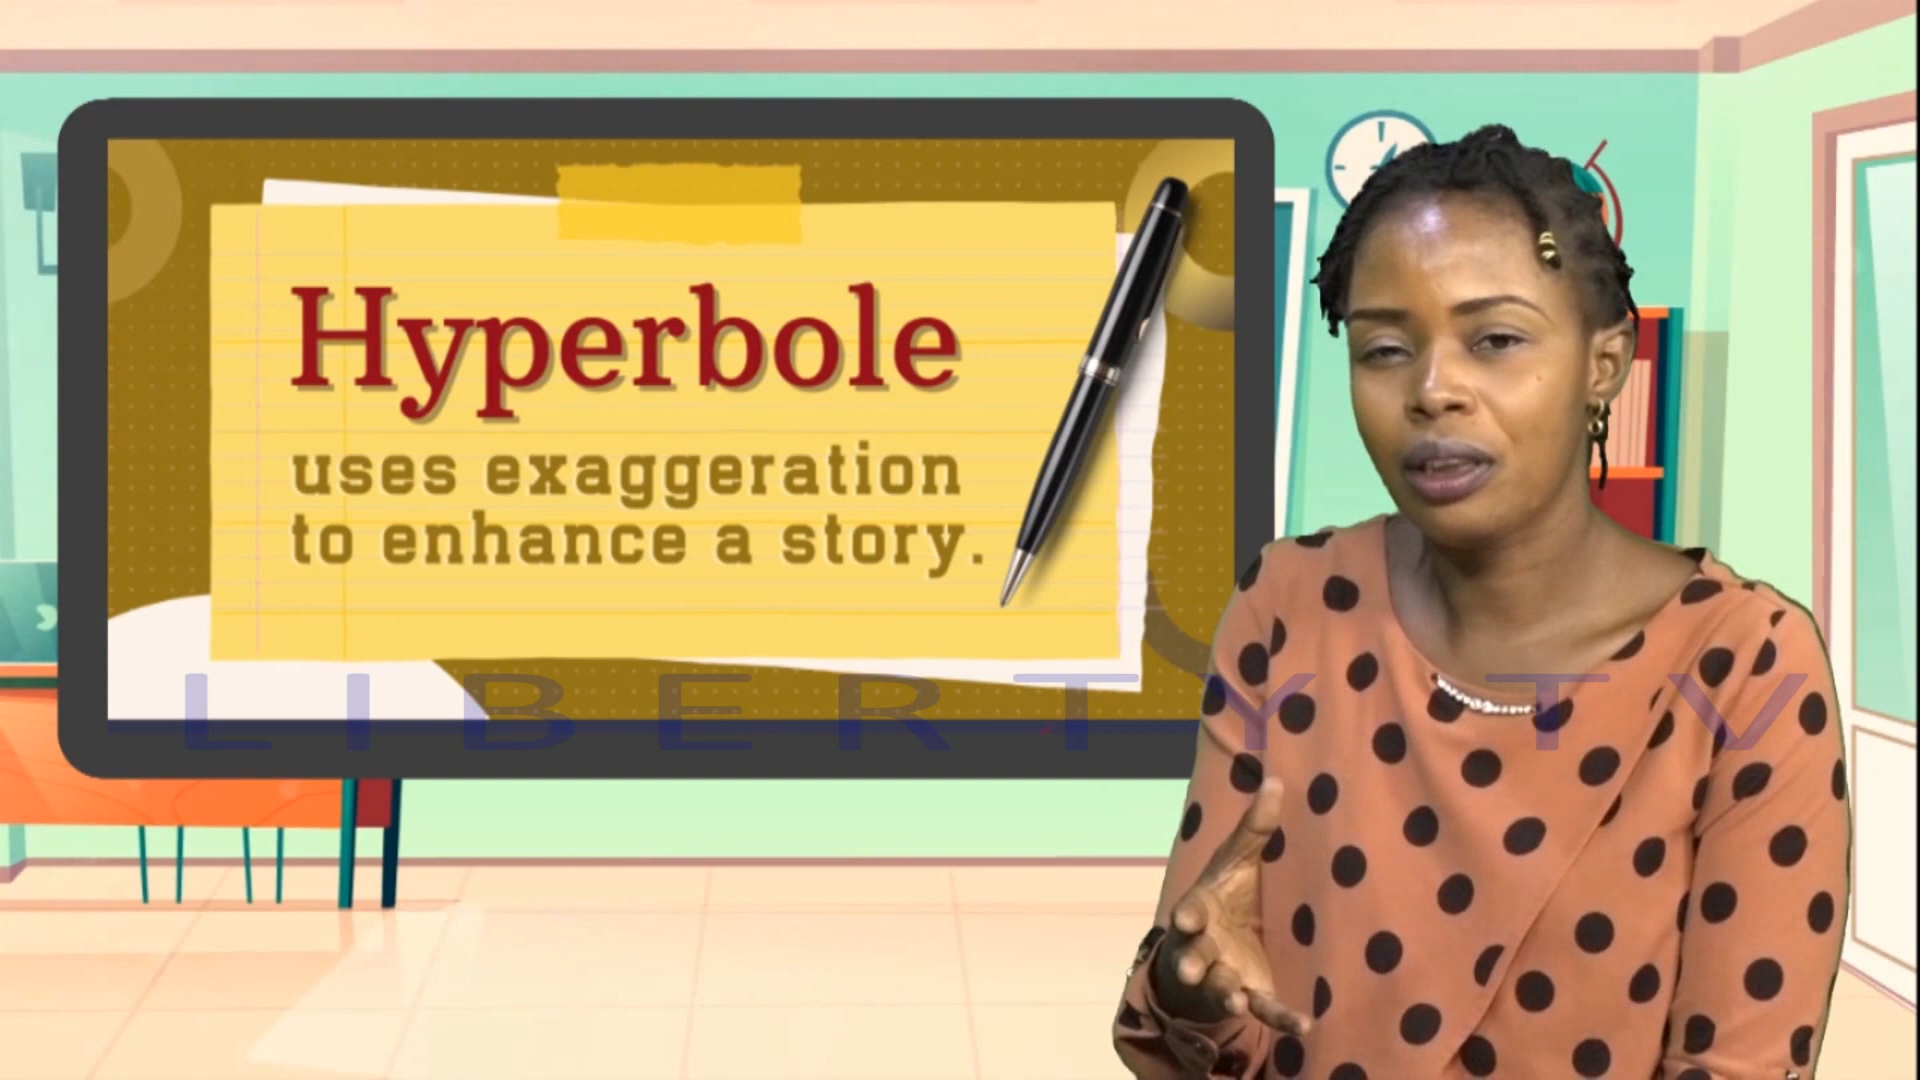 Hyperbole
uses exaggeration
to enhance a story.
LIBERTY TV